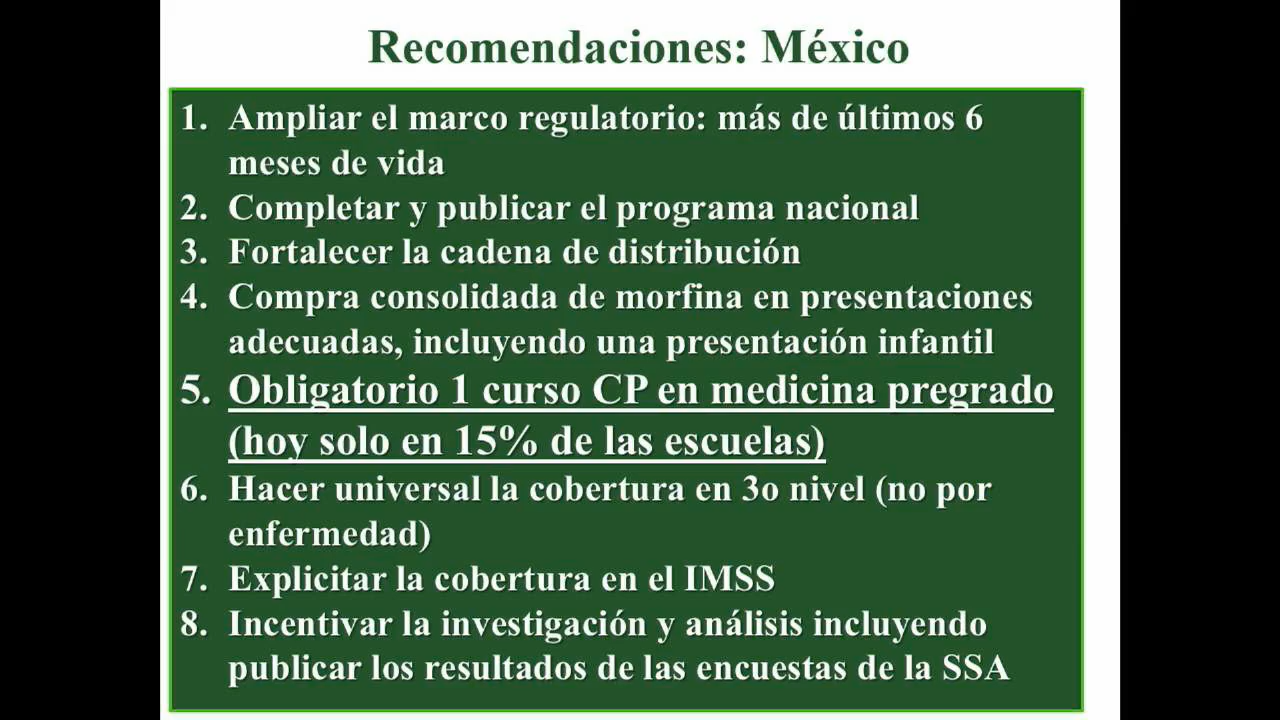 Recomendaciones: México
1. Ampliar el marco regulatorio: más de últimos 6
meses de vida
2. Completar y publicar el programa nacional
3. Fortalecer la cadena de distribución
4. Compra consolidada de morfina en presentaciones
adecuadas, incluyendo una presentación infantil
5. Obligatorio 1 curso CP en medicina pregrado
(hoy solo en 15% de las escuelas)
6. Hacer universal la cobertura en 3o nivel (no por
enfermedad)
7. Explicitar la cobertura en el IMSS
8. Incentivar la investigación y análisis incluyendo
publicar los resultados de las encuestas de la SSA